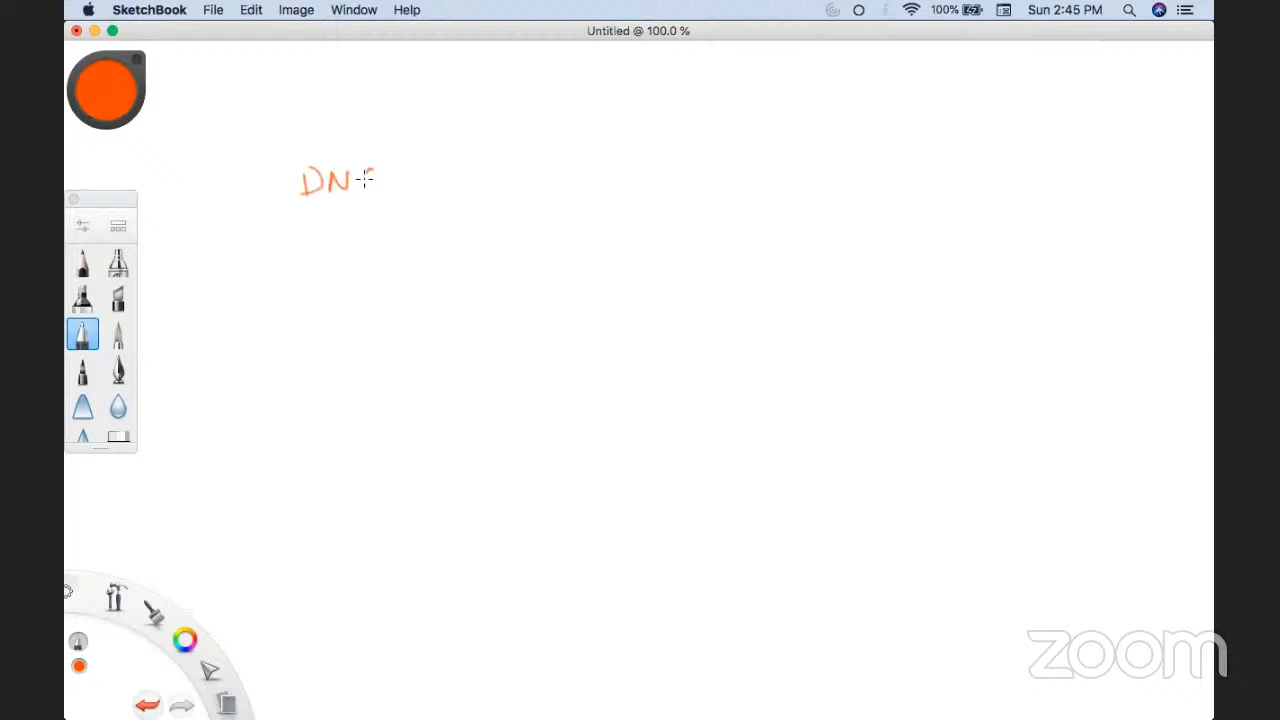 SketchBook File Edit Image Window Help 100% Sun 2:45 PM
Untitled @ 100.0 %
DN
zoom